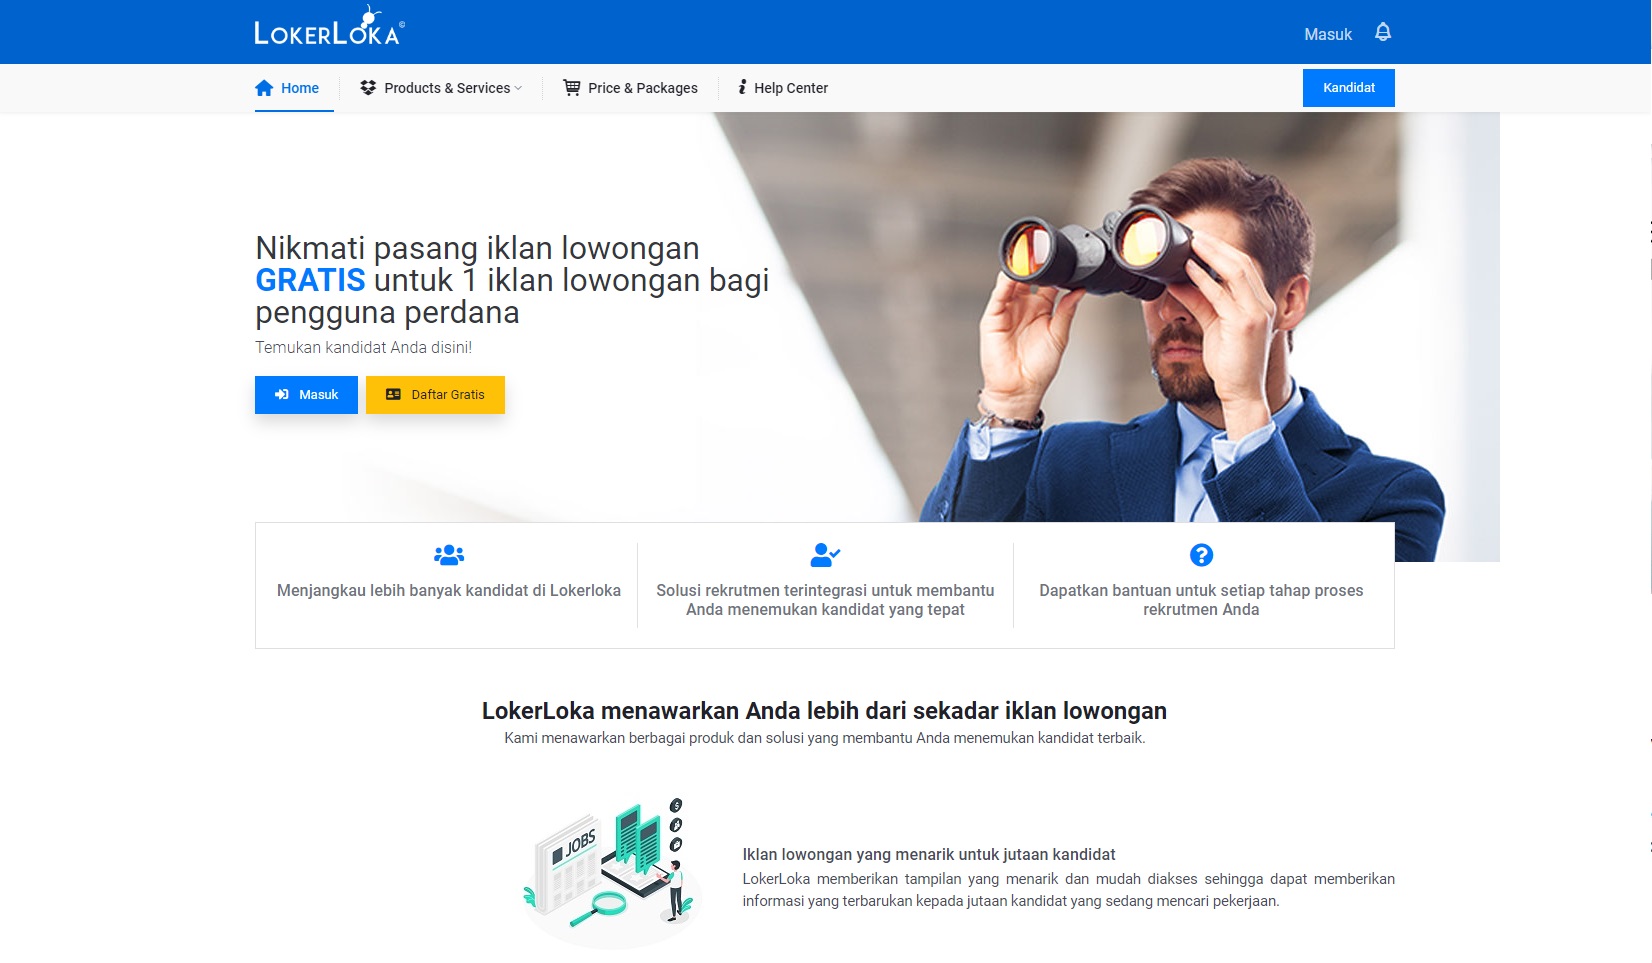 LOKERLOKA©
Masuk
Home
Products & Services
Price & Packages
Help Center
Kandidat
Nikmati pasang iklan lowongan
GRATIS untuk 1 iklan lowongan bagi
pengguna perdana
Temukan kandidat Anda disini!
Masuk
Daftar Gratis
Menjangkau lebih banyak kandidat di Lokerloka
Solusi rekrutmen terintegrasi untuk membantu
Anda menemukan kandidat yang tepat
Dapatkan bantuan untuk setiap tahap proses
rekrutmen Anda
LokerLoka menawarkan Anda lebih dari sekadar iklan lowongan
Kami menawarkan berbagai produk dan solusi yang membantu Anda menemukan kandidat terbaik.
JOBS
$
Iklan lowongan yang menarik untuk jutaan kandidat
LokerLoka memberikan tampilan yang menarik dan mudah diakses sehingga dapat memberikan
informasi yang terbarukan kepada jutaan kandidat yang sedang mencari pekerjaan.